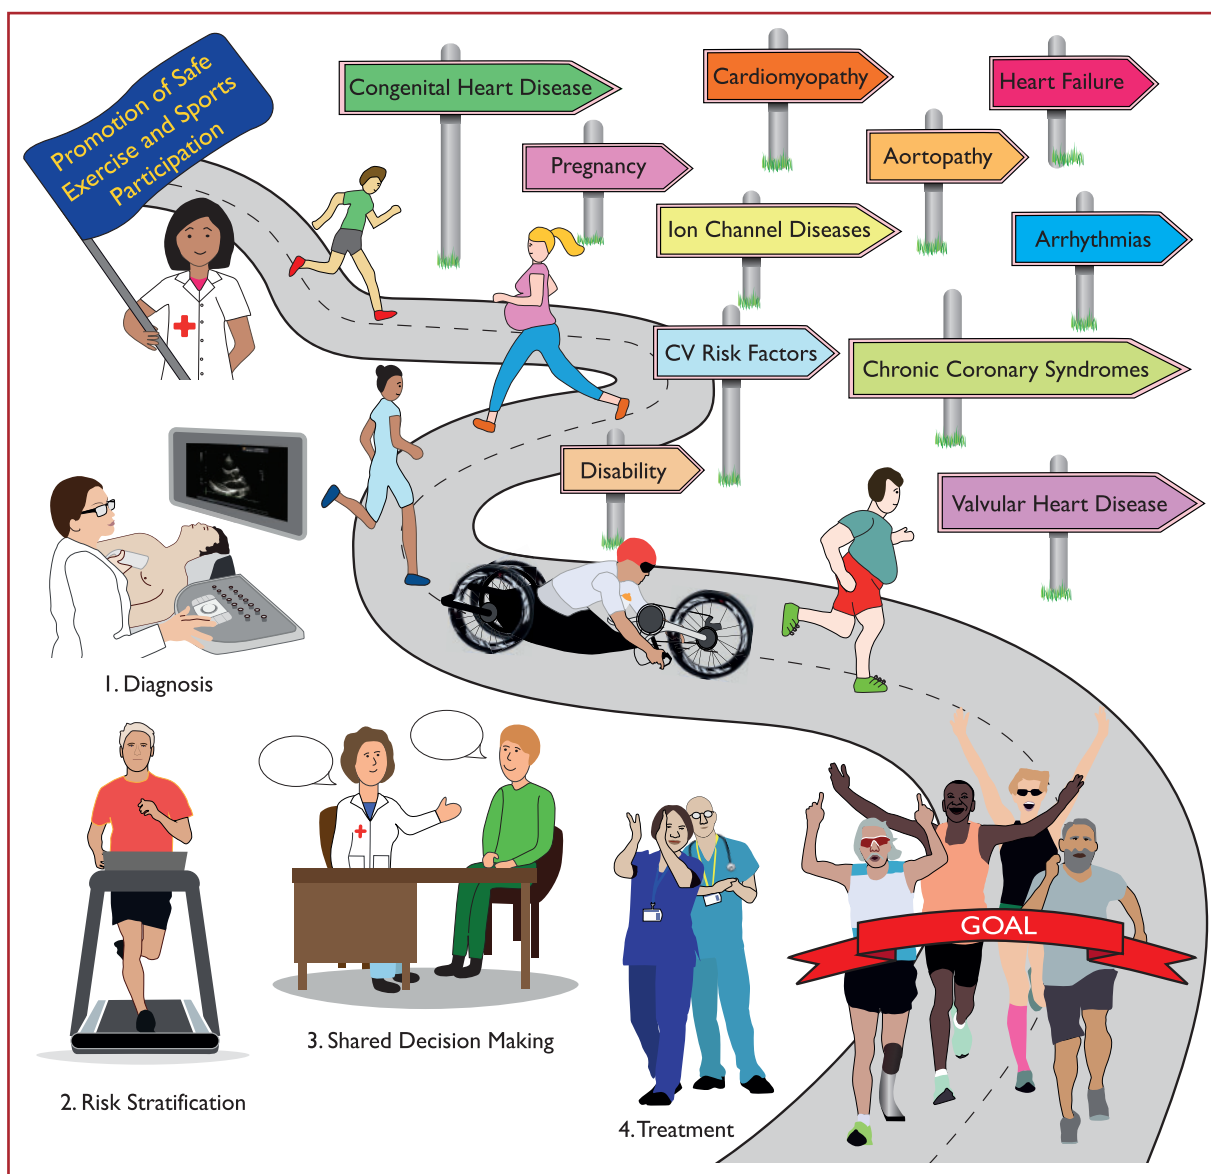 Promotion of Safe
Exercise and Sports
Participation
Congenital Heart Disease
Cardiomyopathy
Heart Failure
Pregnancy
Aortopathy
Ion Channel Diseases
Arrhythmias
CV Risk Factors
Chronic Coronary Syndromes
Disability
Valvular Heart Disease
1. Diagnosis
2. Risk Stratification
3. Shared Decision Making
4. Treatment
GOAL